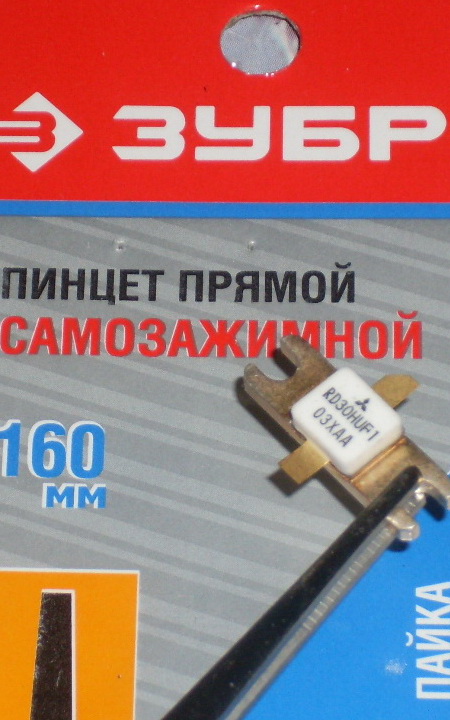 ЗУБР
ПИНЦЕТ ПРЯМОЙ
САМОЗАЖИМНОЙ
160
мм
RD30HUF1
03XAA
ПАЙКА